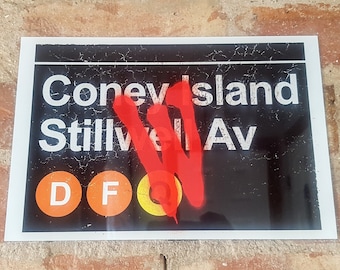 Coney Island
Stillwell Av
D F Q
W